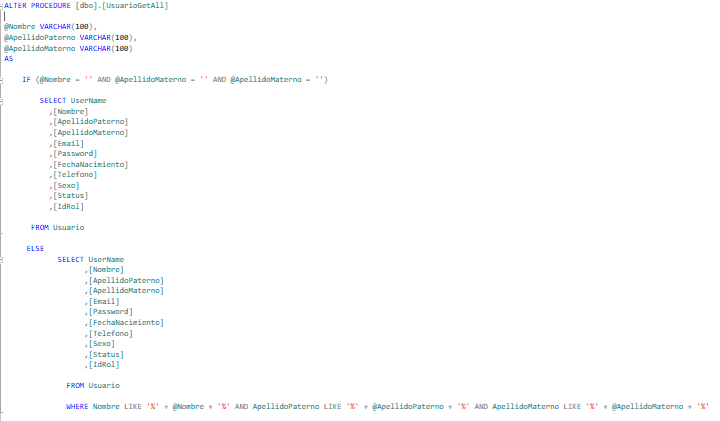 ALTER PROCEDURE [dbo].[UsuarioGetAll]
@Nombre VARCHAR(100),
@ApellidoPaterno VARCHAR(100),
@ApellidoMaterno VARCHAR(100)
AS
IF (@Nombre = '' AND @ApellidoMaterno = '' AND @ApellidoMaterno = '')
SELECT UserName
,[Nombre]
,[ApellidoPaterno]
,[ApellidoMaterno]
,[Email]
,[Password]
,[FechaNacimiento]
,[Telefono]
,[Sexo]
,[Status]
,[IdRol]
FROM Usuario
ELSE
SELECT UserName
,[Nombre]
,[ApellidoPaterno]
,[ApellidoMaterno]
,[Email]
,[Password]
,[FechaNacimiento]
,[Telefono]
,[Sexo]
,[Status]
,[IdRol]
FROM Usuario
WHERE Nombre LIKE '%' + @Nombre + '%' AND ApellidoPaterno LIKE '%' + @ApellidoPaterno + '%' AND ApellidoMaterno LIKE '%' + @ApellidoMaterno + '%'